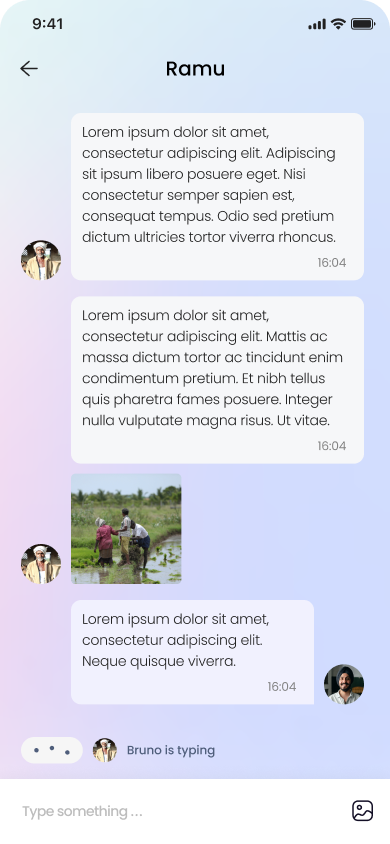 9:41
Ramu
Lorem ipsum dolor sit amet,
consectetur adipiscing elit. Adipiscing
sit ipsum libero posuere eget. Nisi
consectetur semper sapien est,
consequat tempus. Odio sed pretium
dictum ultricies tortor viverra rhoncus.
16:04
Lorem ipsum dolor sit amet,
consectetur adipiscing elit. Mattis ac
massa dictum tortor ac tincidunt enim
condimentum pretium. Et nibh tellus
quis pharetra fames posuere. Integer
nulla vulputate magna risus. Ut vitae.
16:04
Lorem ipsum dolor sit amet,
consectetur adipiscing elit.
Neque quisque viverra.
16:04
Bruno is typing
Type something ...